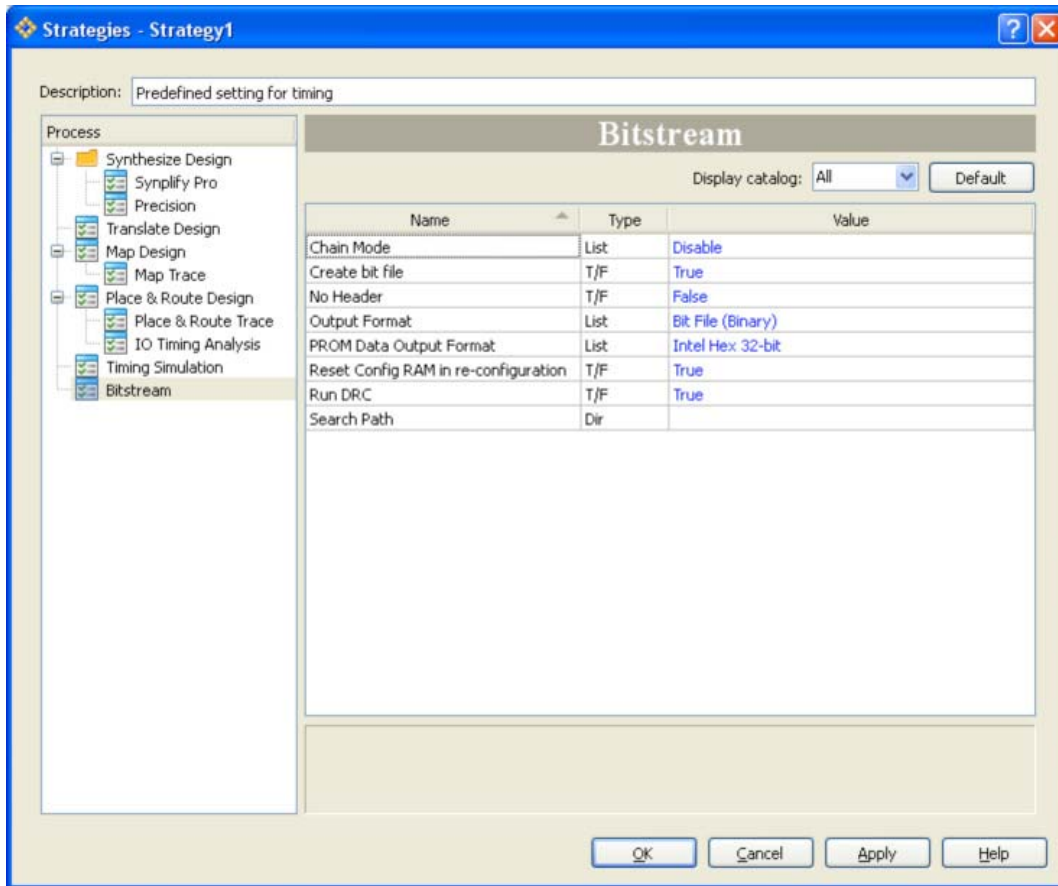 Strategies - Strategy1
Description: Predefined setting for timing
Process
Synthesize Design
Synplify Pro
Precision
Translate Design
Map Design
Map Trace
Place & Route Design
Place & Route Trace
IO Timing Analysis
Timing Simulation
Bitstream
Bitstream
Display catalog: All Default
Name Type Value
Chain Mode List Disable
Create bit file T/F True
No Header T/F False
Output Format List Bit File (Binary)
PROM Data Output Format List Intel Hex 32-bit
Reset Config RAM in re-configuration T/F True
Run DRC T/F True
Search Path Dir
OK Cancel Apply Help